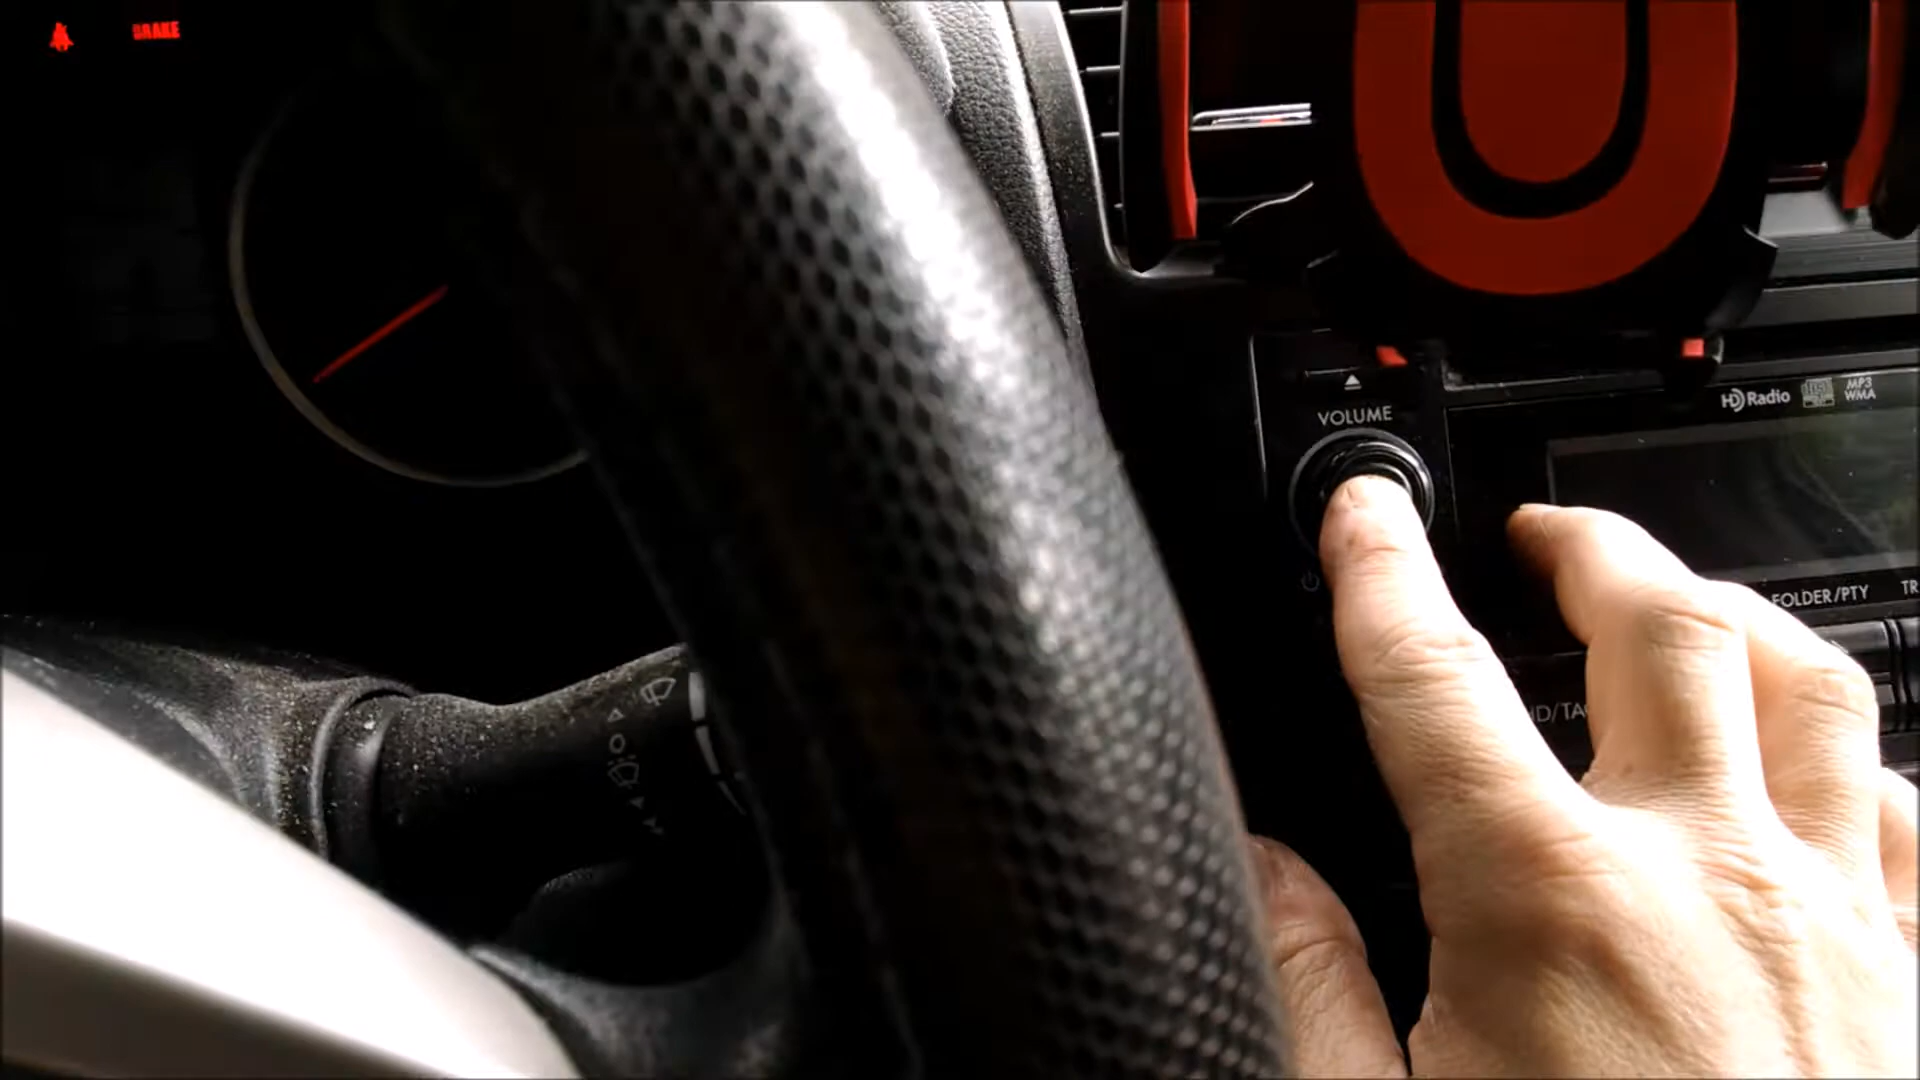 BRAKE
VOLUME
HD Radio
MP3
WMA
FOLDER/PTY